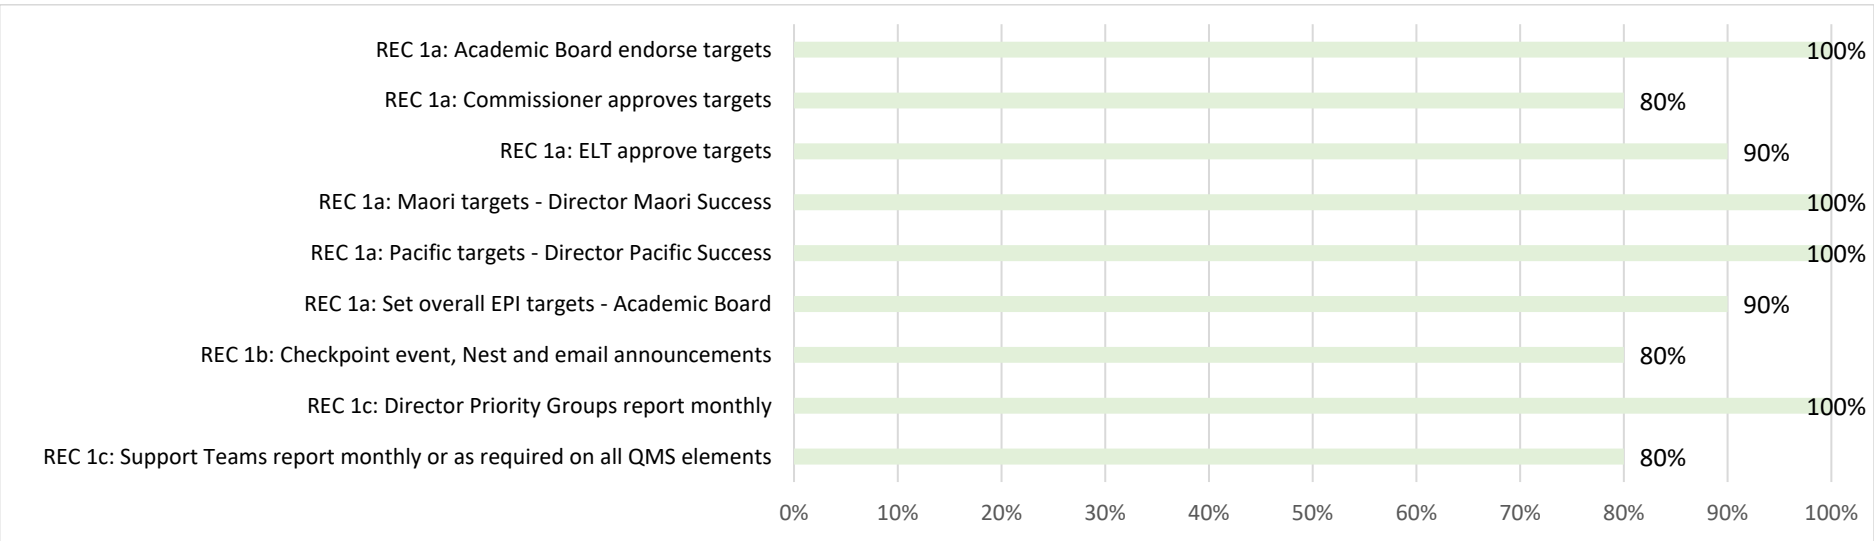 REC 1a: Academic Board endorse targets 100%
REC 1a: Commissioner approves targets 80%
REC 1a: ELT approve targets 90%
REC 1a: Maori targets - Director Maori Success 100%
REC 1a: Pacific targets - Director Pacific Success 100%
REC 1a: Set overall EPI targets - Academic Board 90%
REC 1b: Checkpoint event, Nest and email announcements 80%
REC 1c: Director Priority Groups report monthly 100%
REC 1c: Support Teams report monthly or as required on all QMS elements 80%
0% 10% 20% 30% 40% 50% 60% 70% 80% 90% 100%